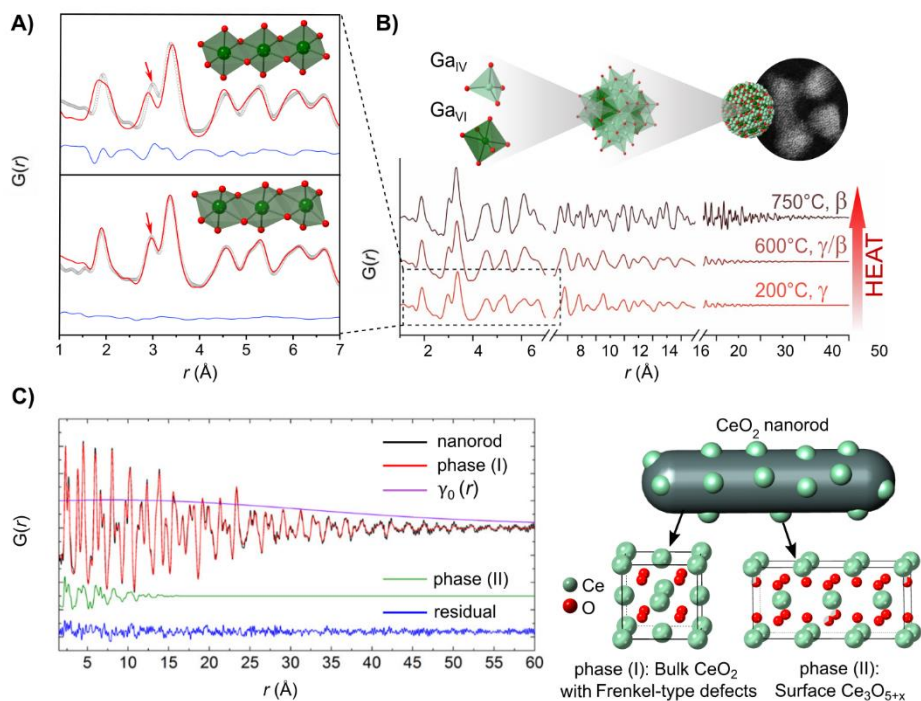 A)
G(r)
1 2 3 4 5 6 7
r (Å)
B)
Ga_IV
Ga_VI
750°C, β
600°C, γ/β
200°C, γ
HEAT
G(r)
2 4 6 8 10 12 14 16 20 30 40 50
r (Å)
C)
nanorod
phase (I)
γ₀ (r)
phase (II)
residual
G(r)
5 10 15 20 25 30 35 40 45 50 55 60
r (Å)
CeO₂ nanorod
Ce
O
phase (I): Bulk CeO₂
with Frenkel-type defects
phase (II):
Surface Ce₃O₅₊ₓ